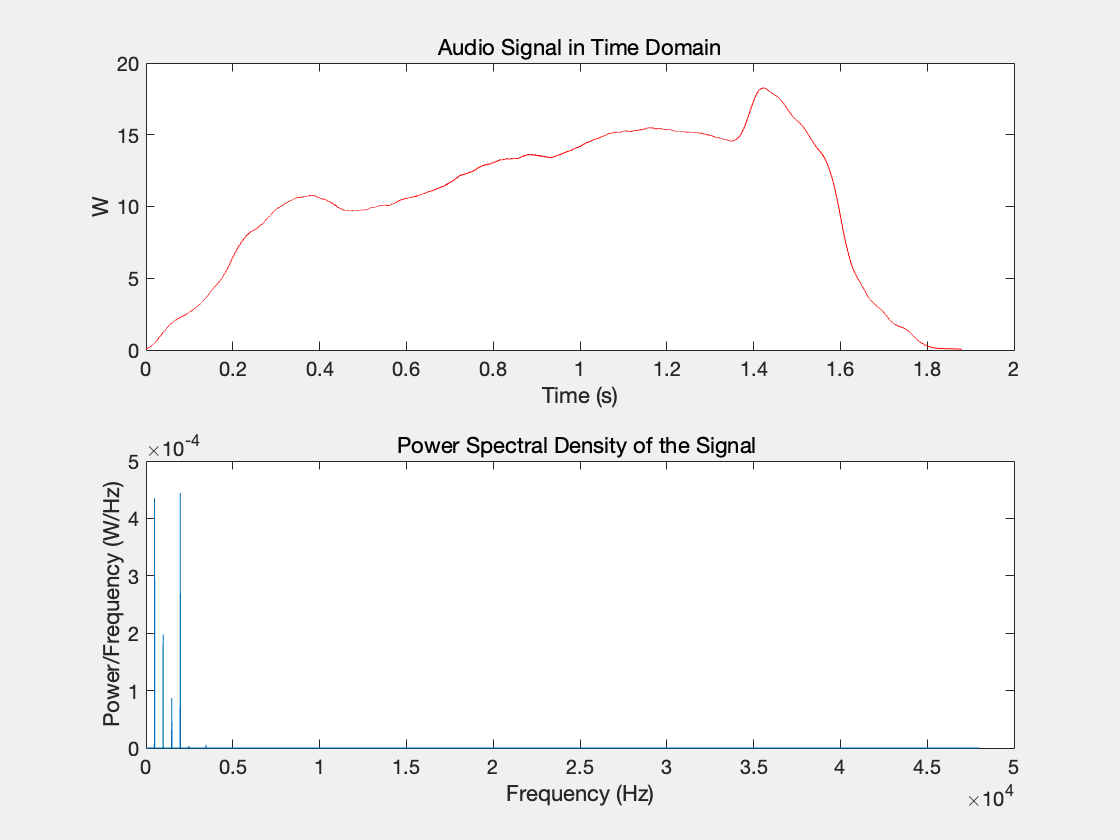 Audio Signal in Time Domain
20
15
10
5
0
W
0 0.2 0.4 0.6 0.8 1 1.2 1.4 1.6 1.8 2
Time (s)
Power Spectral Density of the Signal
×10-4
5
4
3
2
1
0
Power/Frequency (W/Hz)
0 0.5 1 1.5 2 2.5 3 3.5 4 4.5 5
Frequency (Hz)
×104